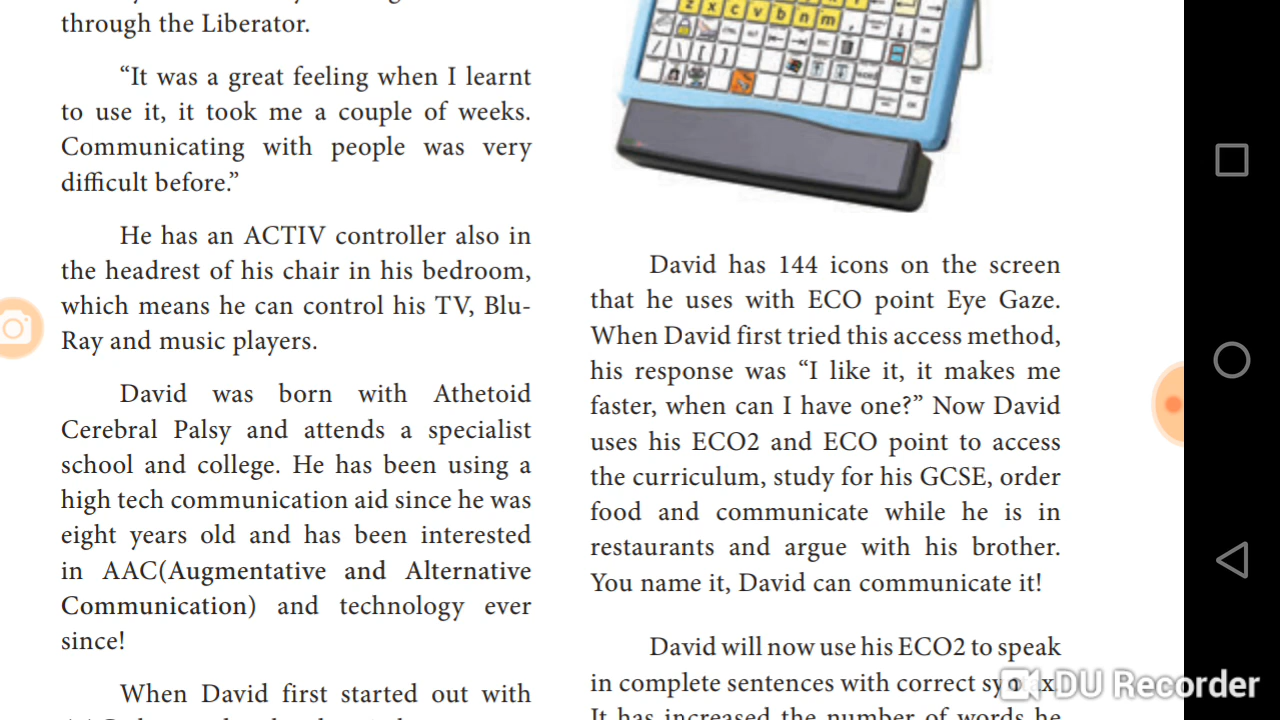 through the Liberator.
“It was a great feeling when I learnt
to use it, it took me a couple of weeks.
Communicating with people was very
difficult before.”
He has an ACTIV controller also in
the headrest of his chair in his bedroom,
which means he can control his TV, Blu-
Ray and music players.
David was born with Athetoid
Cerebral Palsy and attends a specialist
school and college. He has been using a
high tech communication aid since he was
eight years old and has been interested
in AAC(Augmentative and Alternative
Communication) and technology ever
since!
When David first started out with
z x c v b n m
David has 144 icons on the screen
that he uses with ECO point Eye Gaze.
When David first tried this access method,
his response was “I like it, it makes me
faster, when can I have one?” Now David
uses his ECO2 and ECO point to access
the curriculum, study for his GCSE, order
food and communicate while he is in
restaurants and argue with his brother.
You name it, David can communicate it!
David will now use his ECO2 to speak
in complete sentences with correct
It has increased the number of words he
DU Recorder